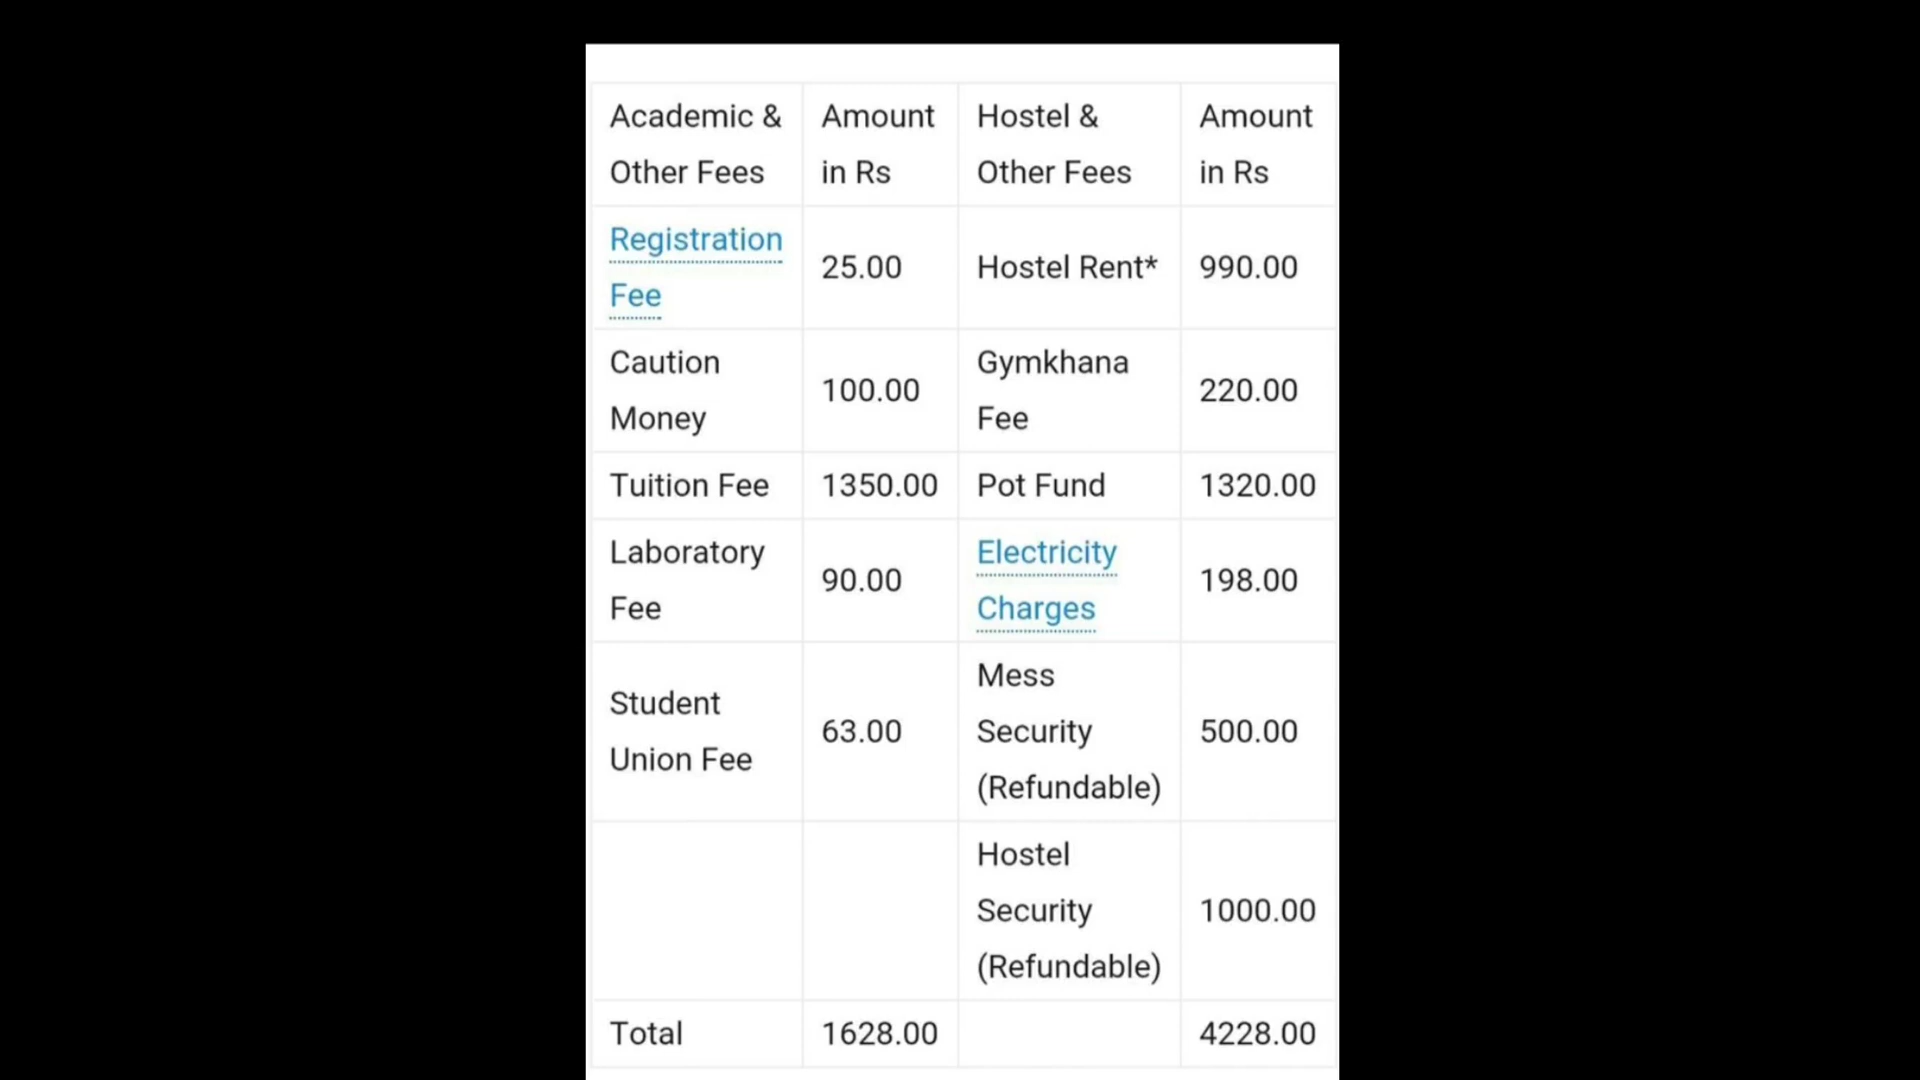 Academic & Other Fees Amount in Rs Hostel & Other Fees Amount in Rs
Registration Fee 25.00 Hostel Rent* 990.00
Caution Money 100.00 Gymkhana Fee 220.00
Tuition Fee 1350.00 Pot Fund 1320.00
Laboratory Fee 90.00 Electricity Charges 198.00
Student Union Fee 63.00 Mess Security (Refundable) 500.00
Hostel Security (Refundable) 1000.00
Total 1628.00 4228.00